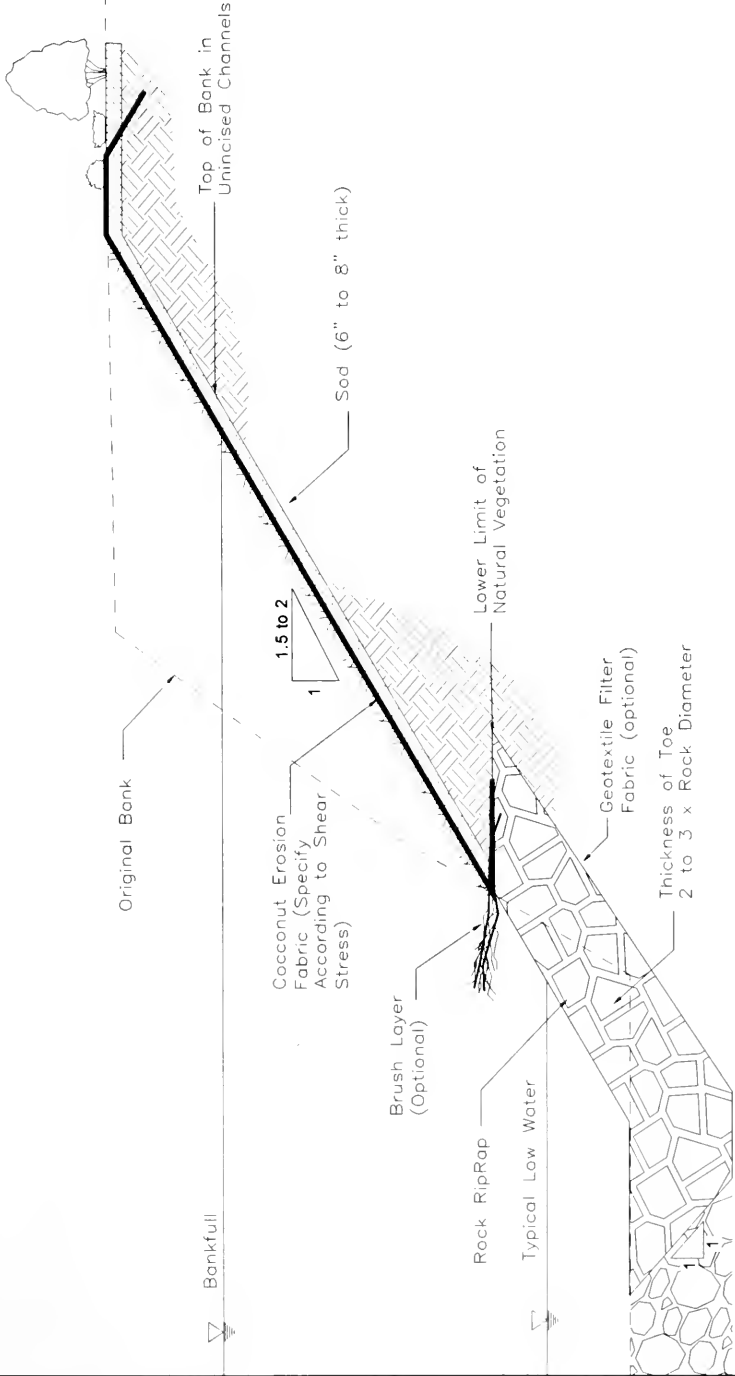 Original Bank
Top of Bank in
Unincised Channels
Bankfull
Sod (6" to 8" thick)
1.5 to 2
1
Cocconut Erosion
Fabric (Specify
According to Shear
Stress)
Lower Limit of
Natural Vegetation
Brush Layer
(Optional)
Geotextile Filter
Fabric (optional)
Rock RipRap
Thickness of Toe
2 to 3 x Rock Diameter
Typical Low Water
1
1